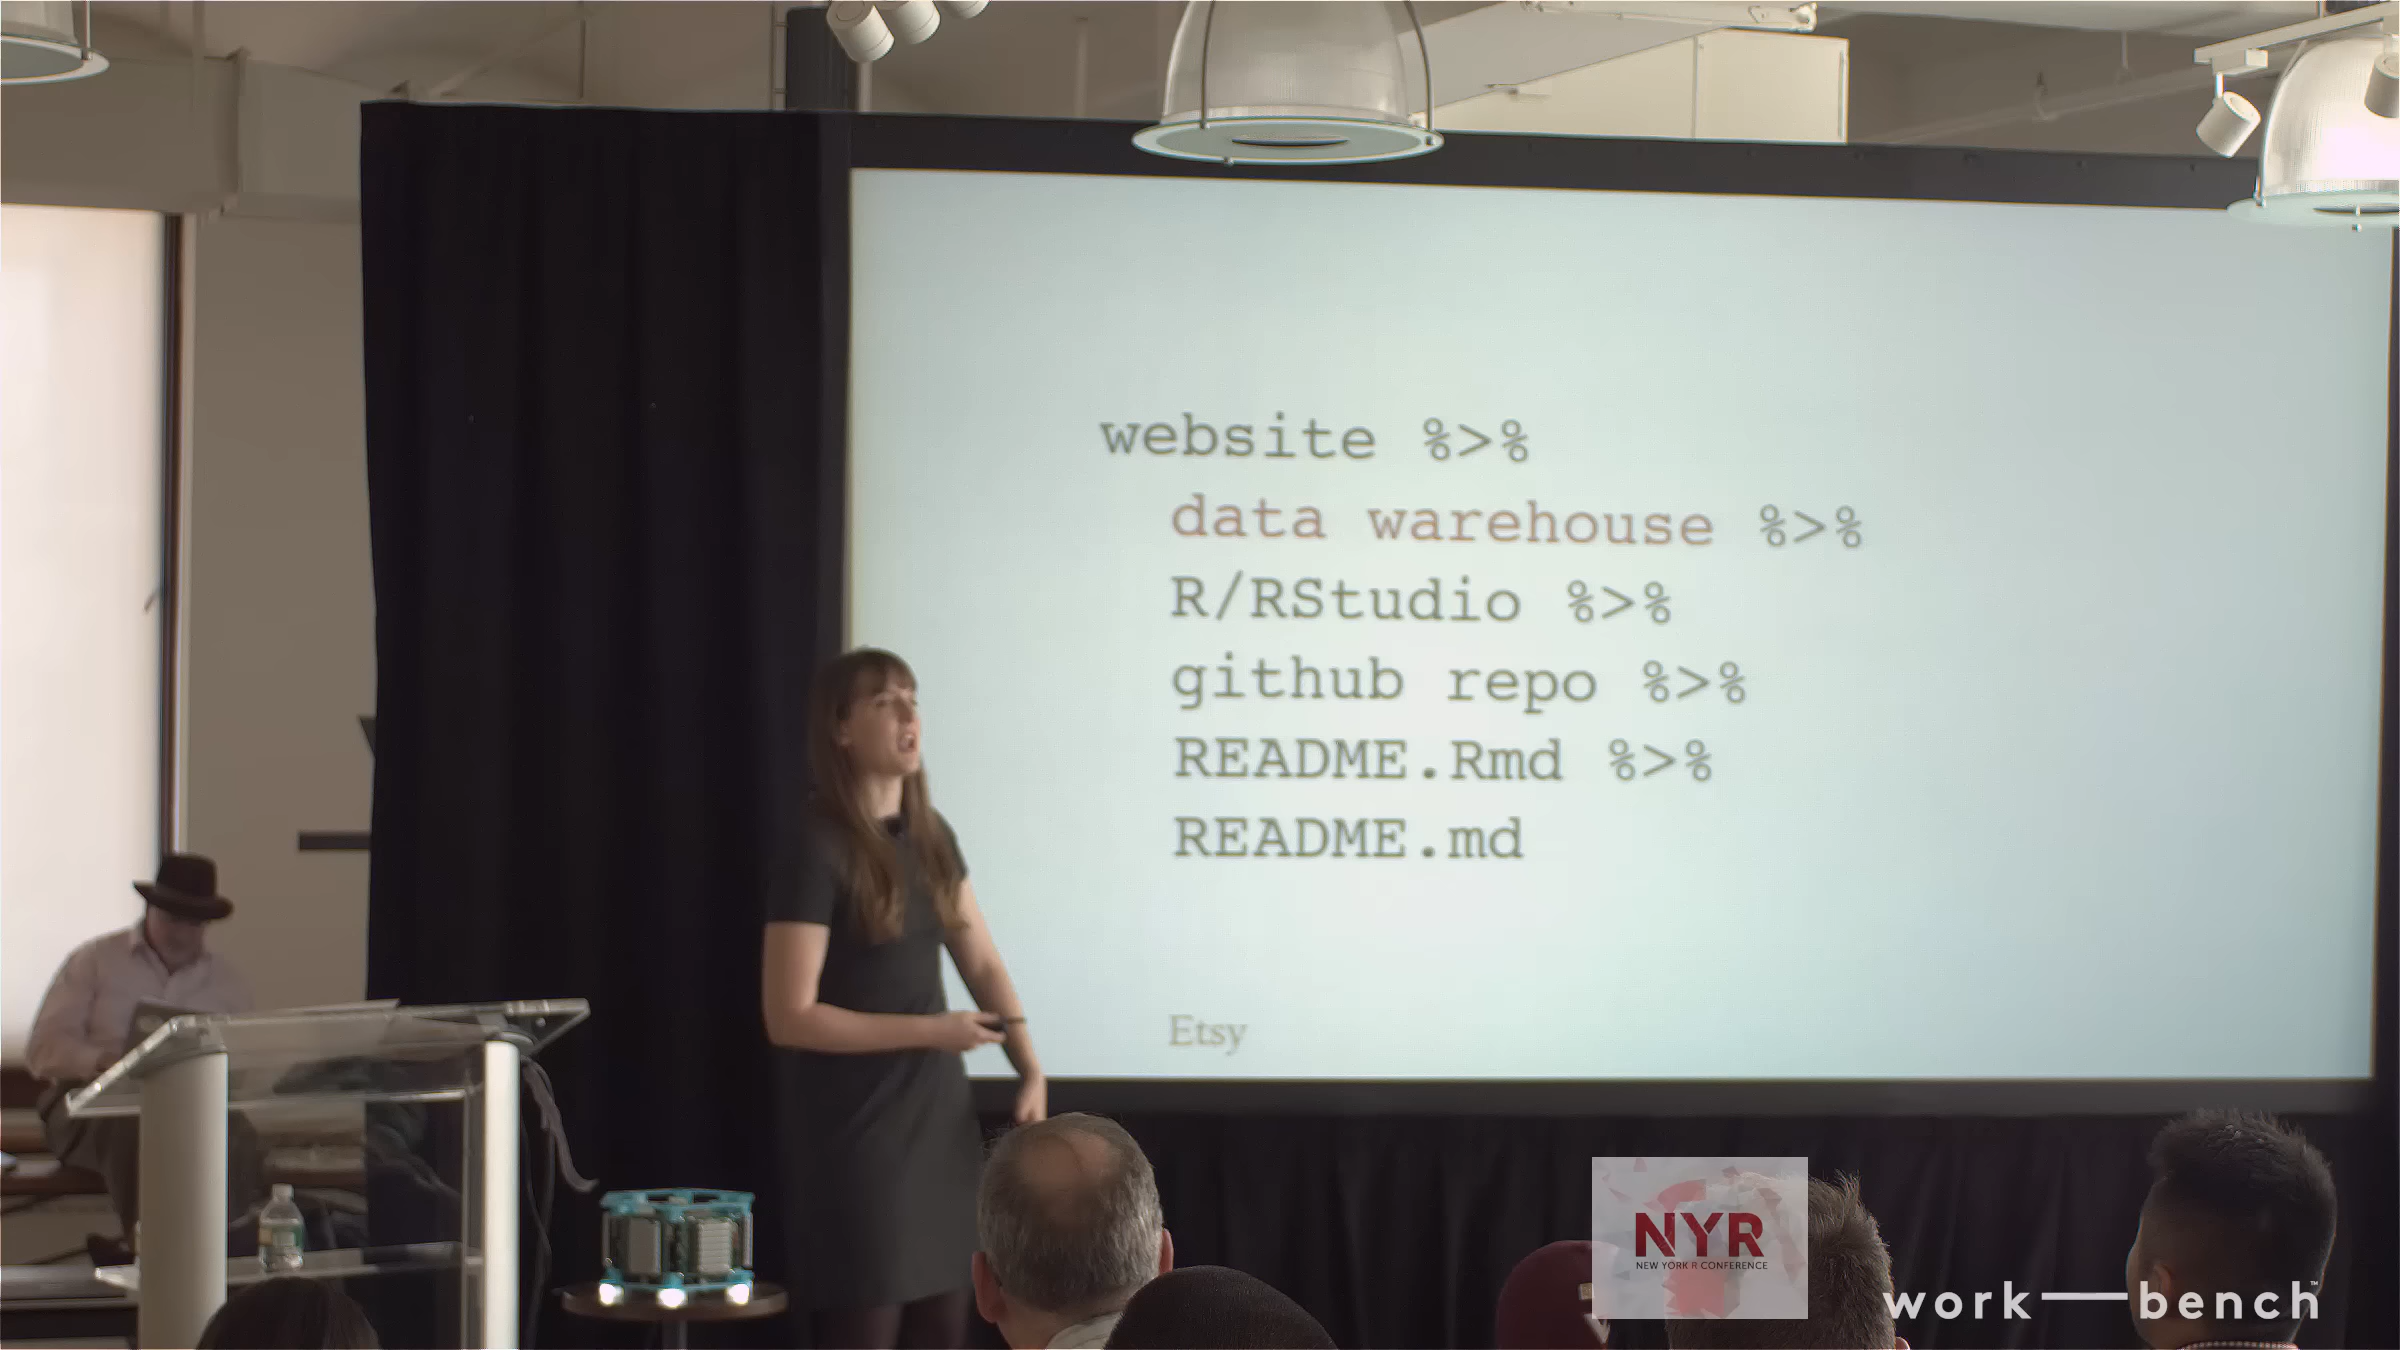 website %>%
data warehouse %>%
R/RStudio %>%
github repo %>%
README.Rmd %>%
README.md
Etsy
NYR
NEW YORK R CONFERENCE
work—bench™